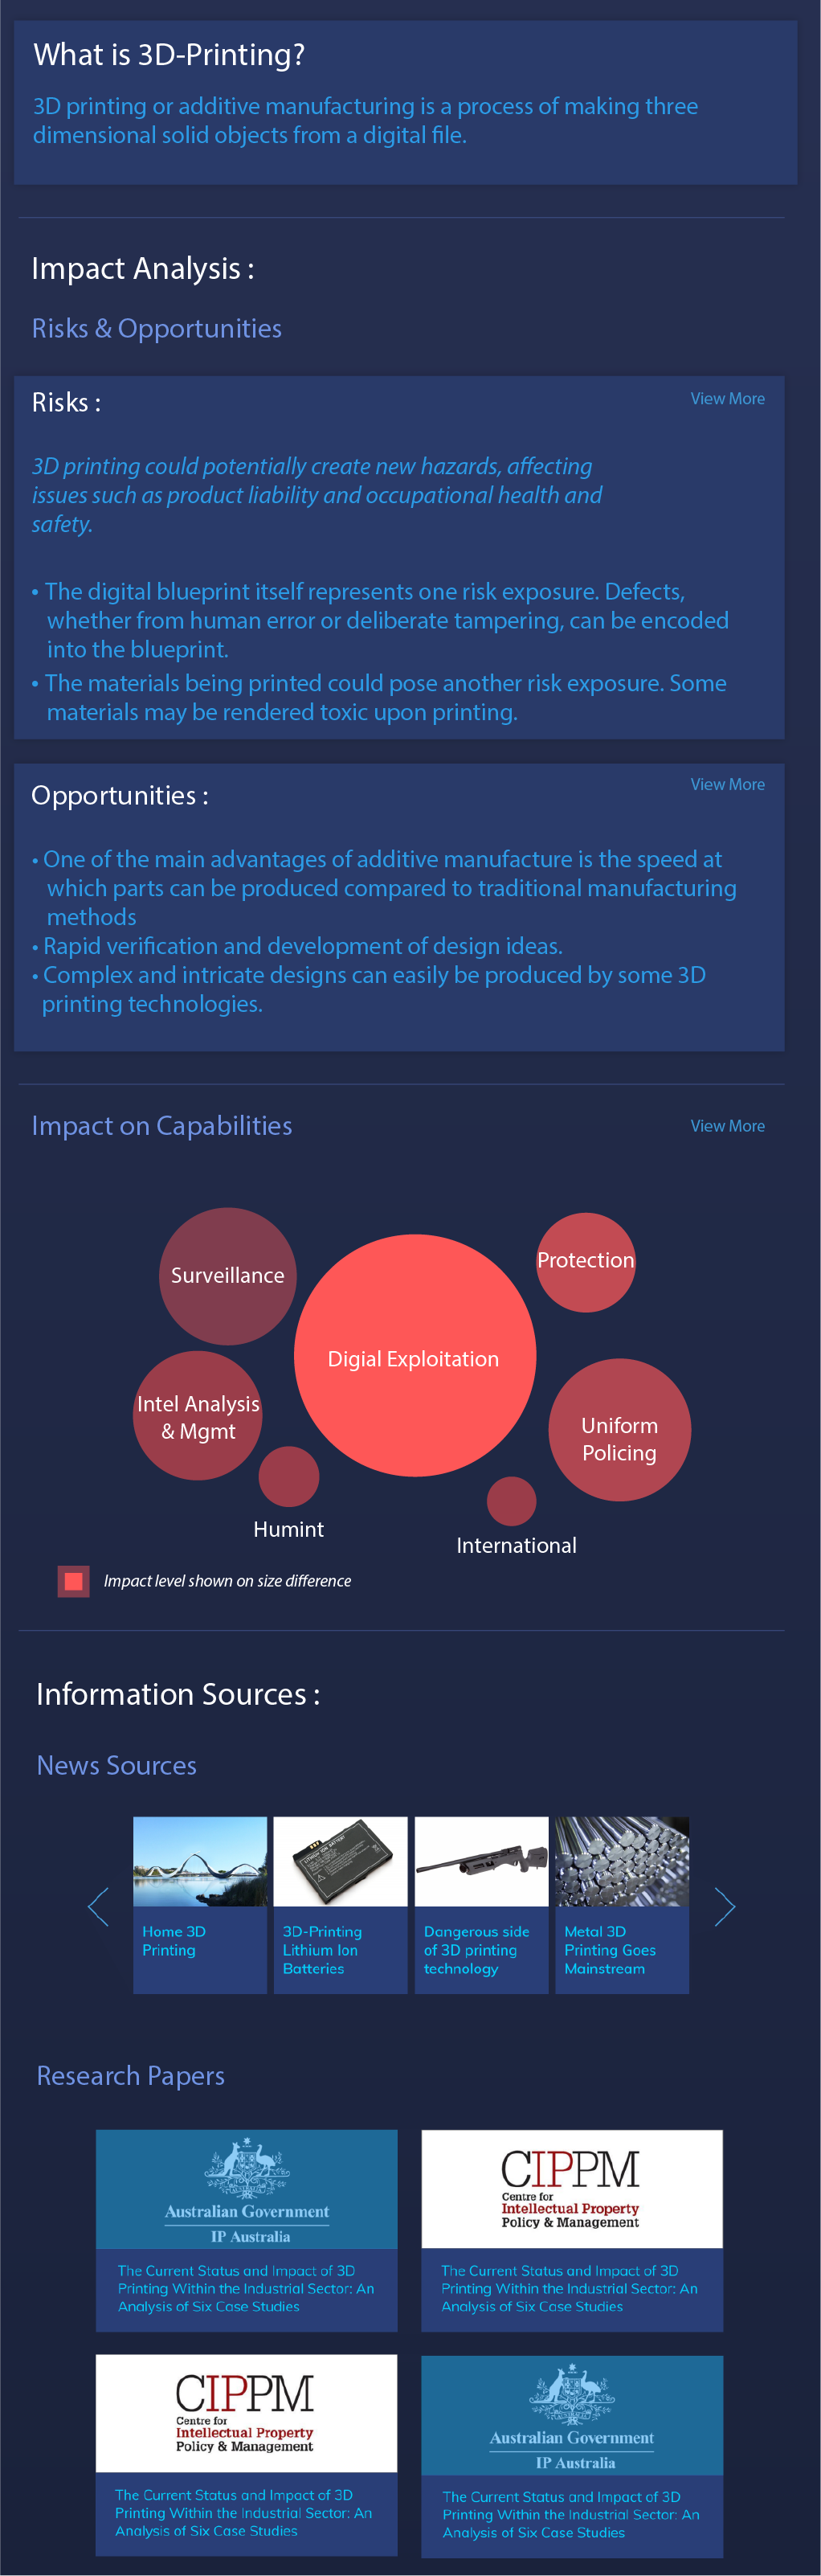 What is 3D-Printing?
3D printing or additive manufacturing is a process of making three
dimensional solid objects from a digital file.
Impact Analysis :
Risks & Opportunities
Risks :
View More
3D printing could potentially create new hazards, affecting
issues such as product liability and occupational health and
safety.
• The digital blueprint itself represents one risk exposure. Defects,
whether from human error or deliberate tampering, can be encoded
into the blueprint.
• The materials being printed could pose another risk exposure. Some
materials may be rendered toxic upon printing.
Opportunities :
View More
• One of the main advantages of additive manufacture is the speed at
which parts can be produced compared to traditional manufacturing
methods
• Rapid verification and development of design ideas.
• Complex and intricate designs can easily be produced by some 3D
printing technologies.
Impact on Capabilities
View More
Surveillance
Protection
Digial Exploitation
Intel Analysis
& Mgmt
Uniform
Policing
Humint
International
Impact level shown on size difference
Information Sources :
News Sources
LITHIUM ION BATTERY
Home 3D
Printing
3D-Printing
Lithium Ion
Batteries
Dangerous side
of 3D printing
technology
Metal 3D
Printing Goes
Mainstream
Research Papers
Australian Government
IP Australia
The Current Status and Impact of 3D
Printing Within the Industrial Sector: An
Analysis of Six Case Studies
CIPPM
Centre for
Intellectual Property
Policy & Management
The Current Status and Impact of 3D
Printing Within the Industrial Sector: An
Analysis of Six Case Studies
CIPPM
Centre for
Intellectual Property
Policy & Management
The Current Status and Impact of 3D
Printing Within the Industrial Sector: An
Analysis of Six Case Studies
Australian Government
IP Australia
The Current Status and Impact of 3D
Printing Within the Industrial Sector: An
Analysis of Six Case Studies